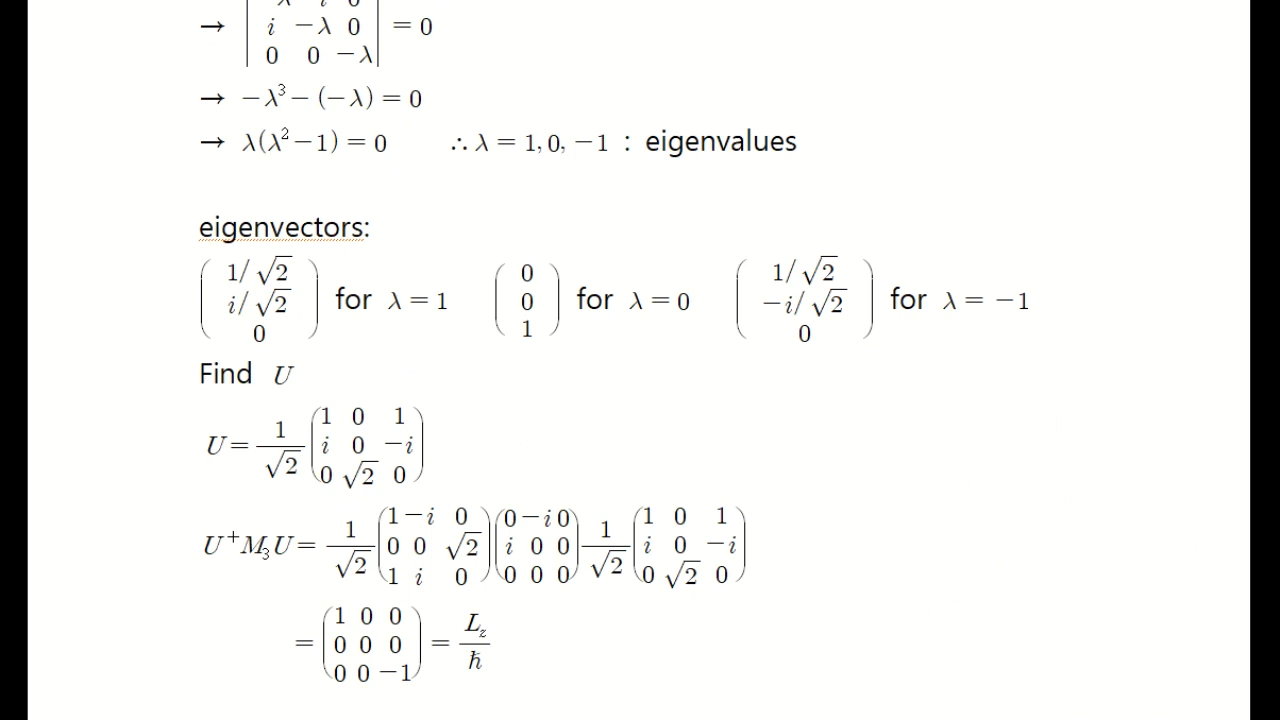 → | i −λ 0 | = 0
0 0 −λ
→ −λ³ − (−λ) = 0
→ λ(λ² − 1) = 0 ∴ λ = 1, 0, −1 : eigenvalues
eigenvectors:
(1/√2, i/√2, 0) for λ = 1 (0, 0, 1) for λ = 0 (1/√2, −i/√2, 0) for λ = −1
Find U
U = 1/√2 (1 0 1; i 0 −i; 0 √2 0)
U⁺M₃U = 1/√2 (1 −i 0; 0 0 √2; 1 i 0) (0 −i 0; i 0 0; 0 0 0) 1/√2 (1 0 1; i 0 −i; 0 √2 0)
= (1 0 0; 0 0 0; 0 0 −1) = L_z/ħ